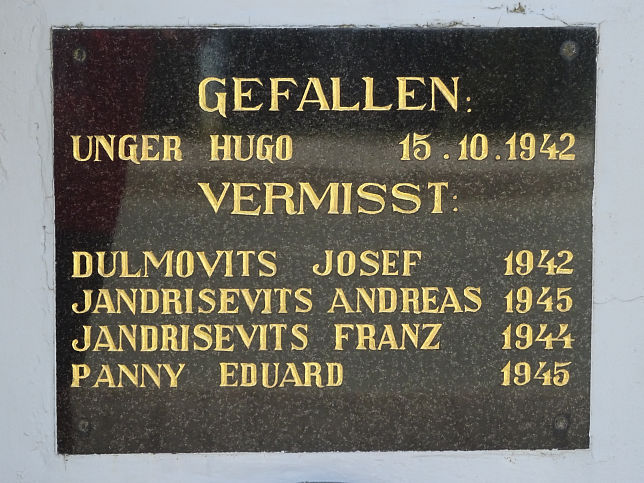 GEFALLEN:
UNGER HUGO 15.10.1942
VERMISST:
DULMOVITS JOSEF 1942
JANDRISEVITS ANDREAS 1945
JANDRISEVITS FRANZ 1944
PANNY EDUARD 1945